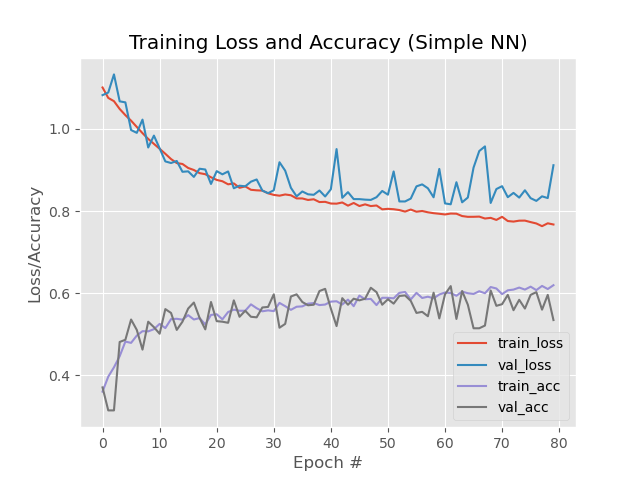 Training Loss and Accuracy (Simple NN)
Loss/Accuracy
1.0
0.8
0.6
0.4
train_loss
val_loss
train_acc
val_acc
0 10 20 30 40 50 60 70 80
Epoch #